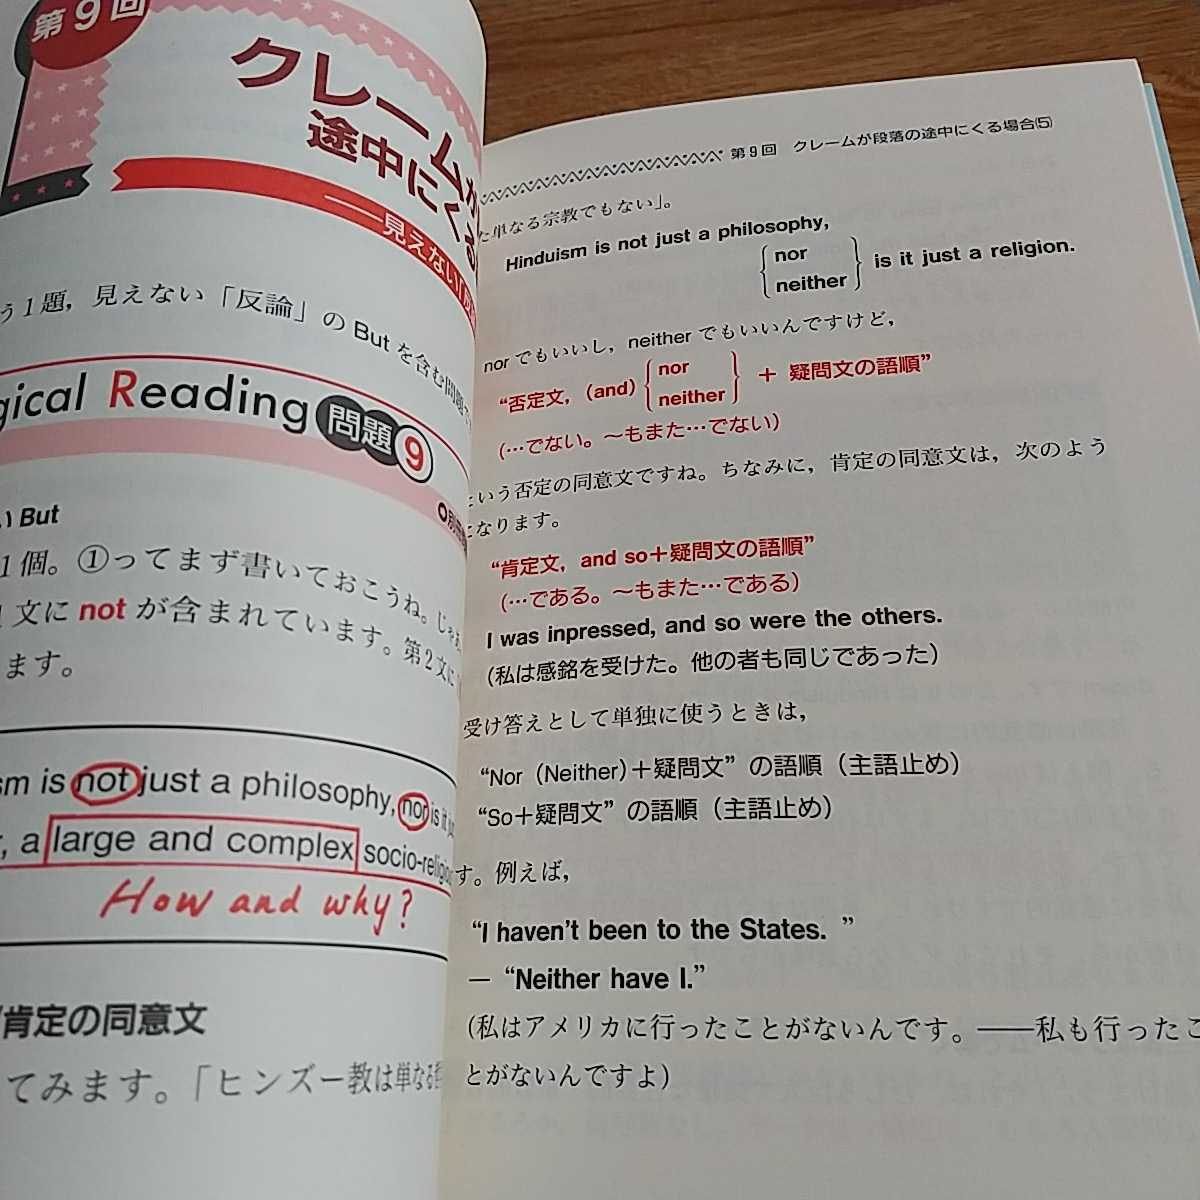 第9回
クレームが
途中にくる
——見えない「反
う1題，見えない「反論」のButを含む問題
gical Reading 問題 9
い But
1個。①ってまず書いておこうね。じゃあ
1文に not が含まれています。第2文に
ます。
sm is not just a philosophy, nor is it
, a large and complex socio-religio
How and why?
肯定の同意文
てみます。「ヒンズー教は単なる
第9回 クレームが段落の途中にくる場合(5)
た単なる宗教でもない」。
Hinduism is not just a philosophy,
nor
neither
is it just a religion.
nor でもいいし，neither でもいいんですけど，
“否定文，(and)
nor
neither
＋ 疑問文の語順”
(…でない。～もまた…でない)
という否定の同意文ですね。ちなみに，肯定の同意文は，次のよう
になります。
“肯定文，and so＋疑問文の語順”
(…である。～もまた…である)
I was inpressed, and so were the others.
(私は感銘を受けた。他の者も同じであった)
受け答えとして単独に使うときは，
“Nor（Neither）＋疑問文”の語順（主語止め）
“So＋疑問文”の語順（主語止め）
す。例えば，
“I haven't been to the States. ”
— “Neither have I.”
(私はアメリカに行ったことがないんです。——私も行ったこ
とがないんですよ)